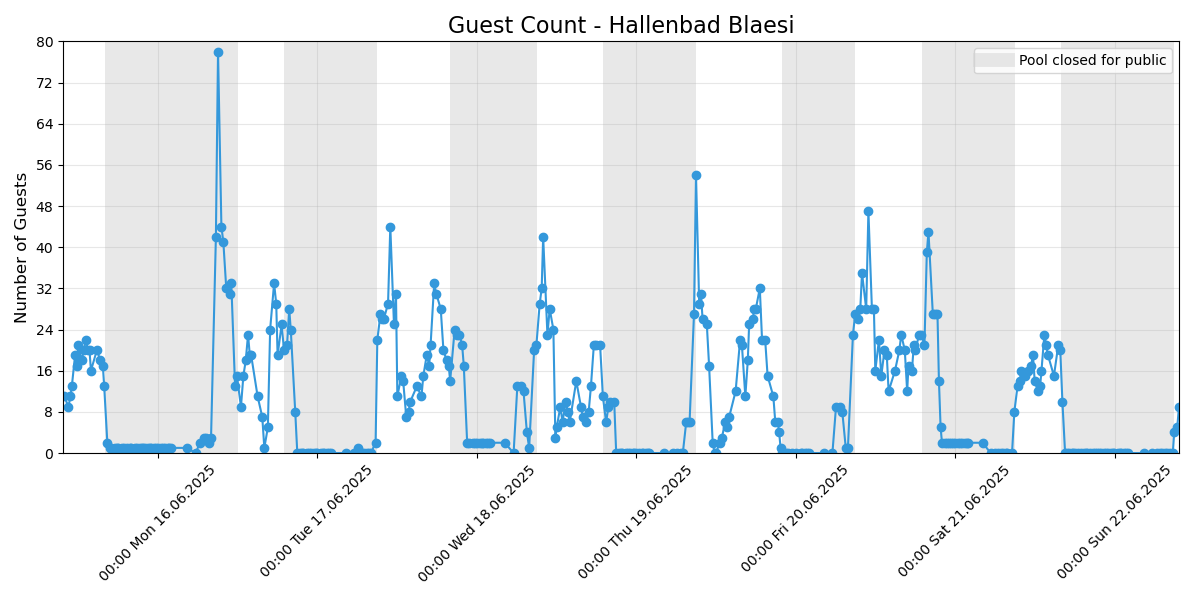 Guest Count - Hallenbad Blaesi
Pool closed for public
Number of Guests
80
72
64
56
48
40
32
24
16
8
0
00:00 Mon 16.06.2025
00:00 Tue 17.06.2025
00:00 Wed 18.06.2025
00:00 Thu 19.06.2025
00:00 Fri 20.06.2025
00:00 Sat 21.06.2025
00:00 Sun 22.06.2025